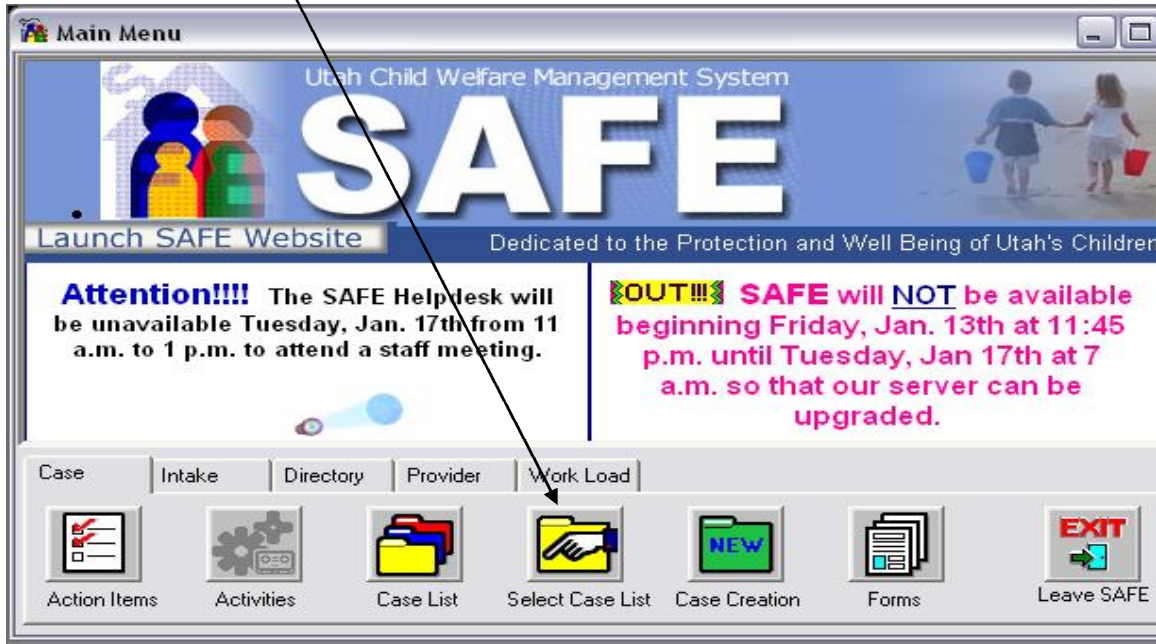 Main Menu
Utah Child Welfare Management System
SAFE
Launch SAFE Website
Dedicated to the Protection and Well Being of Utah's Children
Attention!!!! The SAFE Helpdesk will
be unavailable Tuesday, Jan. 17th from 11
a.m. to 1 p.m. to attend a staff meeting.
OUT!!! SAFE will NOT be available
beginning Friday, Jan. 13th at 11:45
p.m. until Tuesday, Jan 17th at 7
a.m. so that our server can be
upgraded.
Case Intake Directory Provider Work Load
NEW
EXIT
Action Items Activities Case List Select Case List Case Creation Forms Leave SAFE